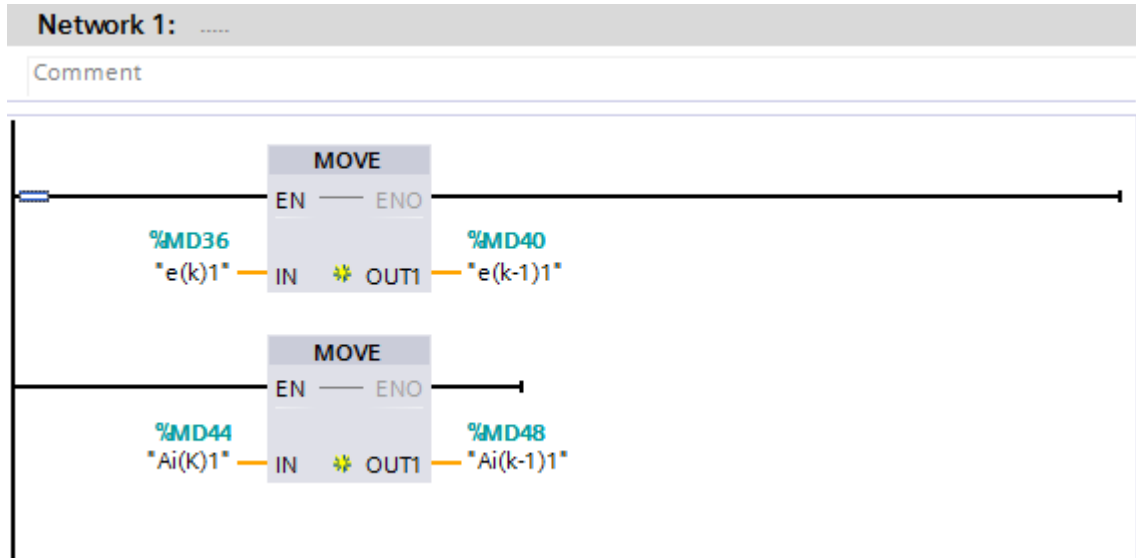 Network 1: .....
Comment
MOVE
EN ENO
%MD36 %MD40
"e(k)1" IN OUT1 "e(k-1)1"
MOVE
EN ENO
%MD44 %MD48
"Ai(K)1" IN OUT1 "Ai(k-1)1"